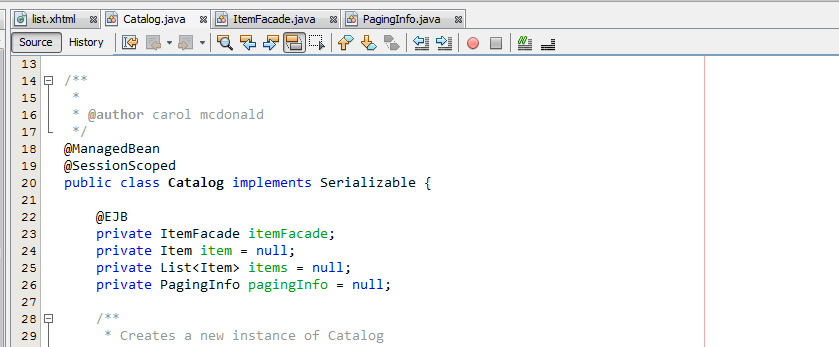 list.xhtml Catalog.java ItemFacade.java PagingInfo.java
Source History
13
14 /**
15 *
16 * @author carol mcdonald
17 */
18 @ManagedBean
19 @SessionScoped
20 public class Catalog implements Serializable {
21
22 @EJB
23 private ItemFacade itemFacade;
24 private Item item = null;
25 private List<Item> items = null;
26 private PagingInfo pagingInfo = null;
27
28 /**
29 * Creates a new instance of Catalog